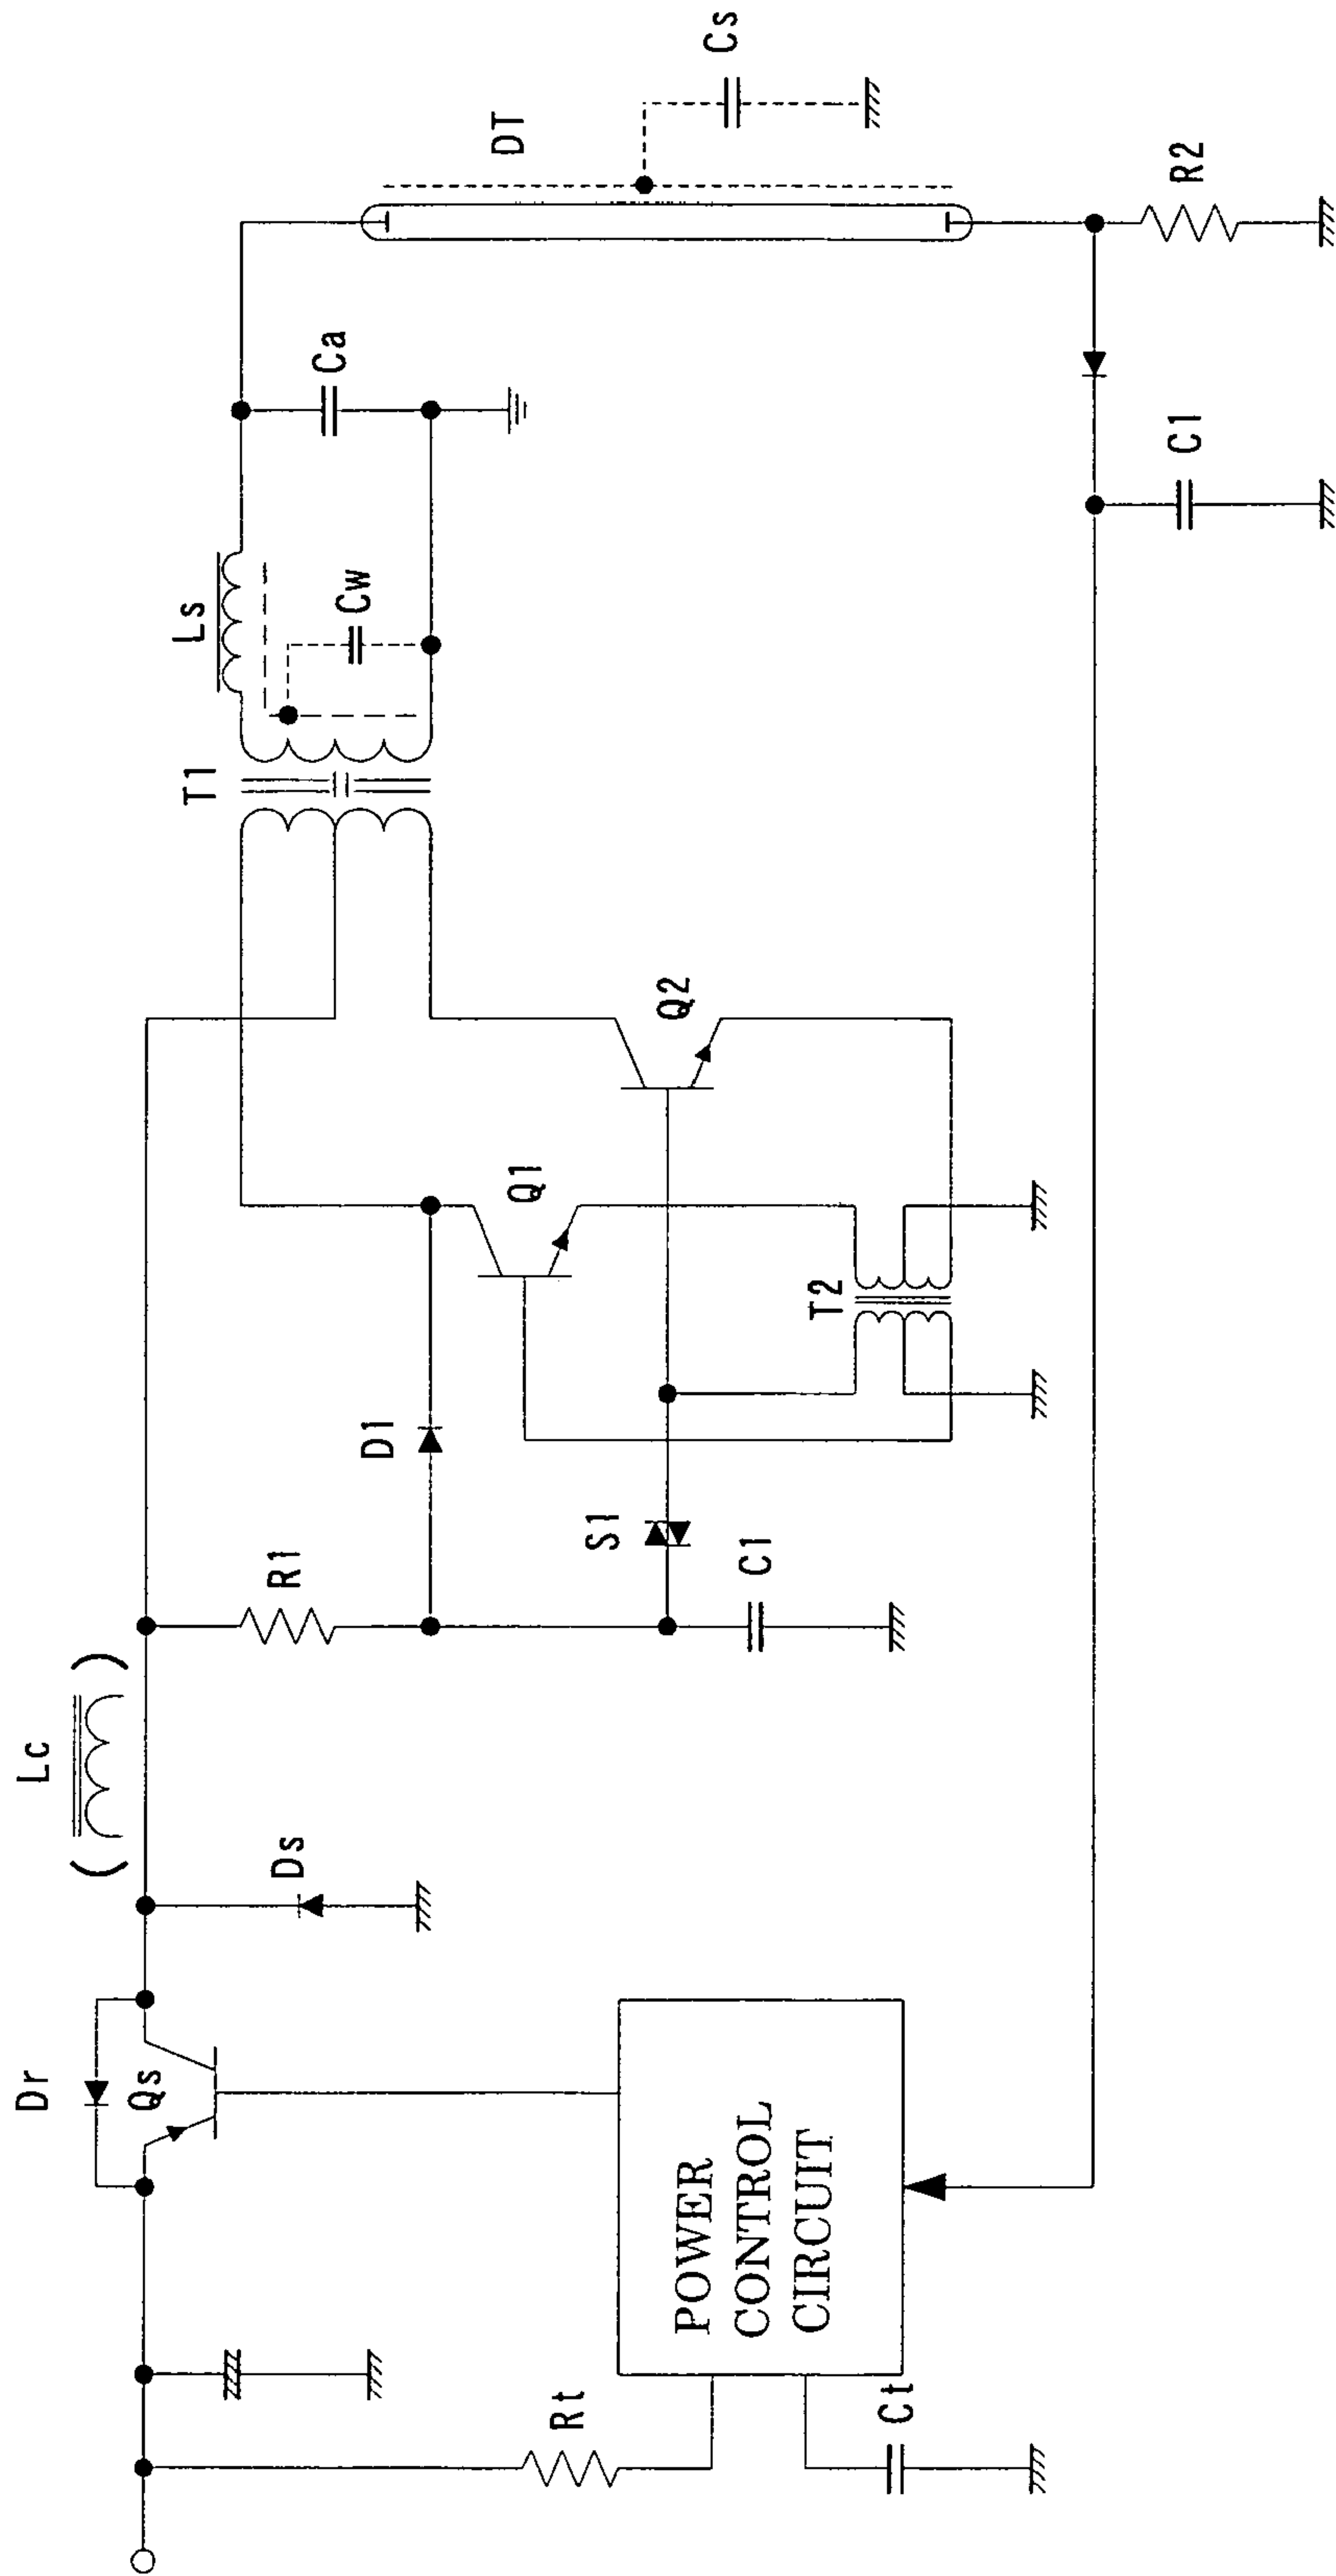 Dr
Lc
( )
Qs
Ls
T1
Ds
R1
Ca
Cw
D1
DT
Q1
Rt
S1
Q2
Cs
C1
POWER
CONTROL
CIRCUIT
T2
Ct
C1
R2